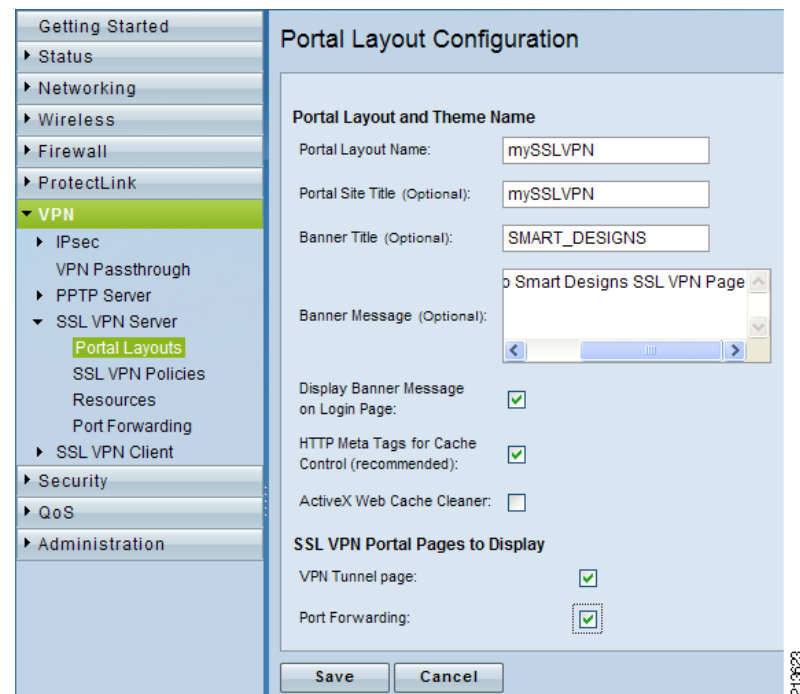 Getting Started
Status
Networking
Wireless
Firewall
ProtectLink
VPN
IPsec
VPN Passthrough
PPTP Server
SSL VPN Server
Portal Layouts
SSL VPN Policies
Resources
Port Forwarding
SSL VPN Client
Security
QoS
Administration
Portal Layout Configuration
Portal Layout and Theme Name
Portal Layout Name: mySSLVPN
Portal Site Title (Optional): mySSLVPN
Banner Title (Optional): SMART_DESIGNS
Banner Message (Optional): o Smart Designs SSL VPN Page
Display Banner Message
on Login Page:
HTTP Meta Tags for Cache
Control (recommended):
ActiveX Web Cache Cleaner:
SSL VPN Portal Pages to Display
VPN Tunnel page:
Port Forwarding:
Save Cancel
213623